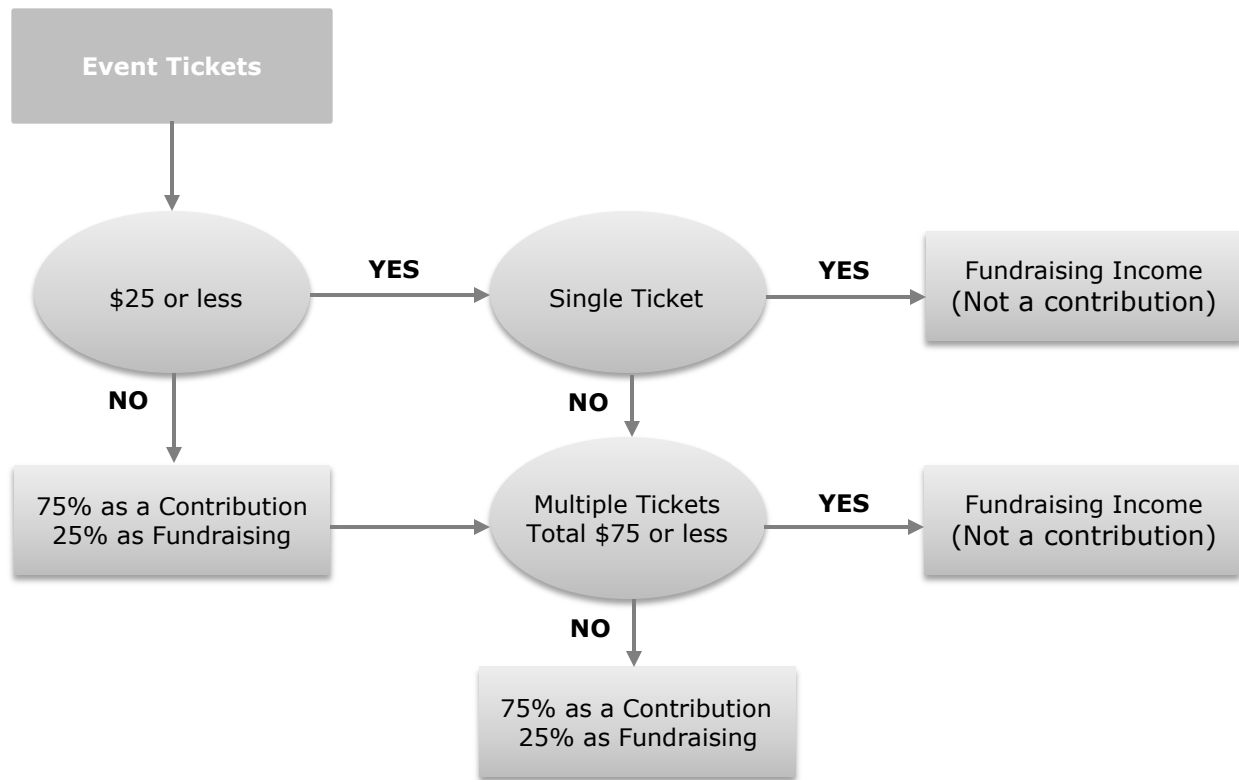 Event Tickets
$25 or less
YES
Single Ticket
YES
Fundraising Income
(Not a contribution)
NO
NO
75% as a Contribution
25% as Fundraising
Multiple Tickets
Total $75 or less
YES
Fundraising Income
(Not a contribution)
NO
75% as a Contribution
25% as Fundraising